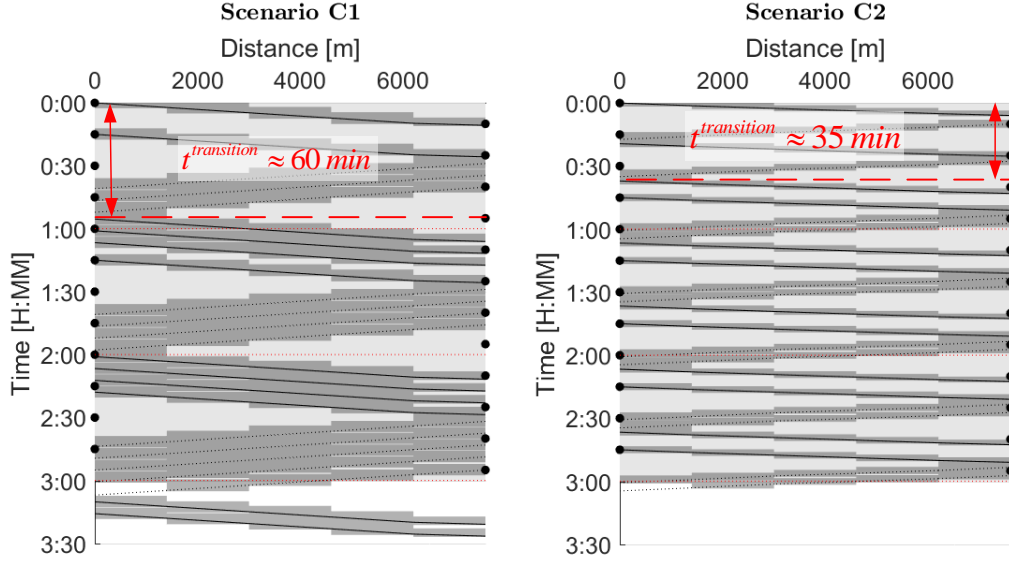 Scenario C1
Distance [m]
0 2000 4000 6000
0:00
0:30
1:00
1:30
2:00
2:30
3:00
3:30
Time [H:MM]
t^transition ≈ 60 min
Scenario C2
Distance [m]
0 2000 4000 6000
0:00
0:30
1:00
1:30
2:00
2:30
3:00
3:30
Time [H:MM]
t^transition ≈ 35 min